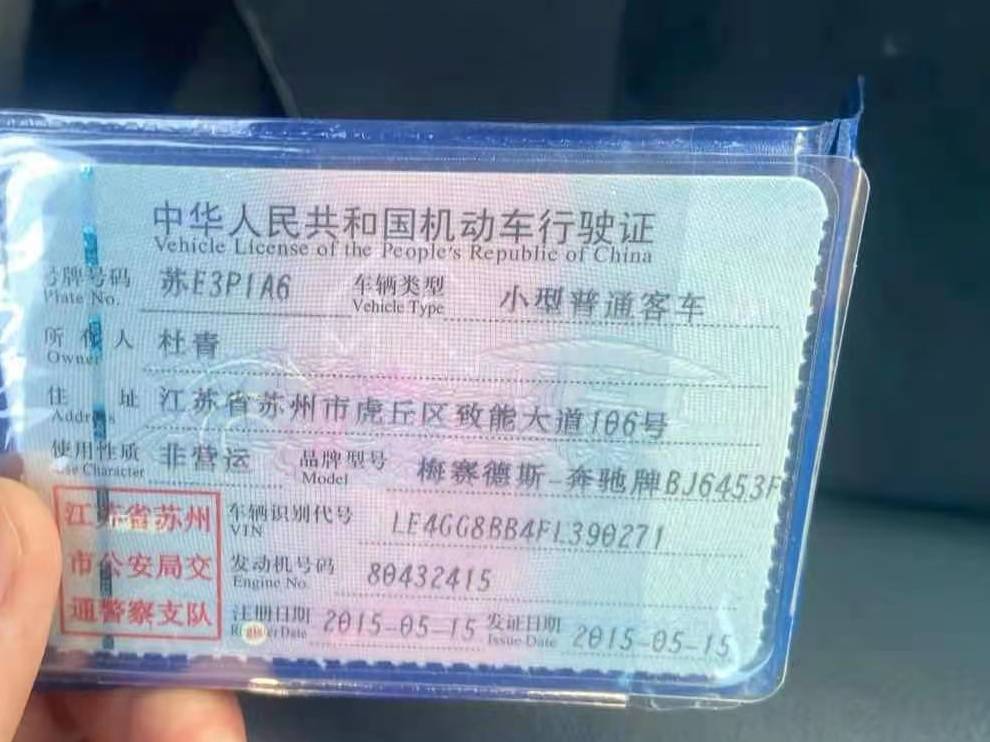 中华人民共和国机动车行驶证
Vehicle License of the People's Republic of China
号牌号码 苏E3P1A6 车辆类型 小型普通客车
Plate No. Vehicle Type
所有人 杜青
Owner
住址 江苏省苏州市虎丘区致能大道106号
Address
使用性质 非营运 品牌型号 梅赛德斯-奔驰牌BJ6453F
Use Character Model
江苏省苏州 车辆识别代号 LE4GG8BB4FL390271
VIN
市公安局交 发动机号码 80432415
Engine No.
通警察支队 注册日期 2015-05-15 发证日期 2015-05-15
Register Date Issue Date